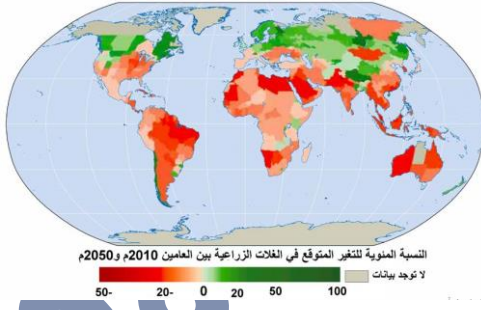 النسبة المئوية للتغير المتوقع في الغلات الزراعية بين العامين 2010م و2050م
لا توجد بيانات
50- 20- 0 20 50 100